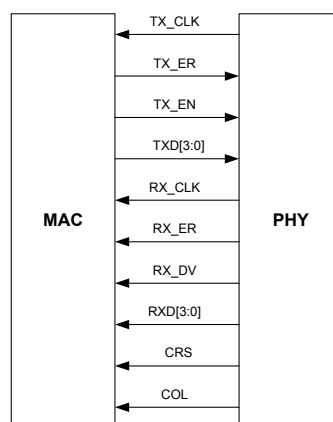 TX_CLK
TX_ER
TX_EN
TXD[3:0]
RX_CLK
MAC
PHY
RX_ER
RX_DV
RXD[3:0]
CRS
COL